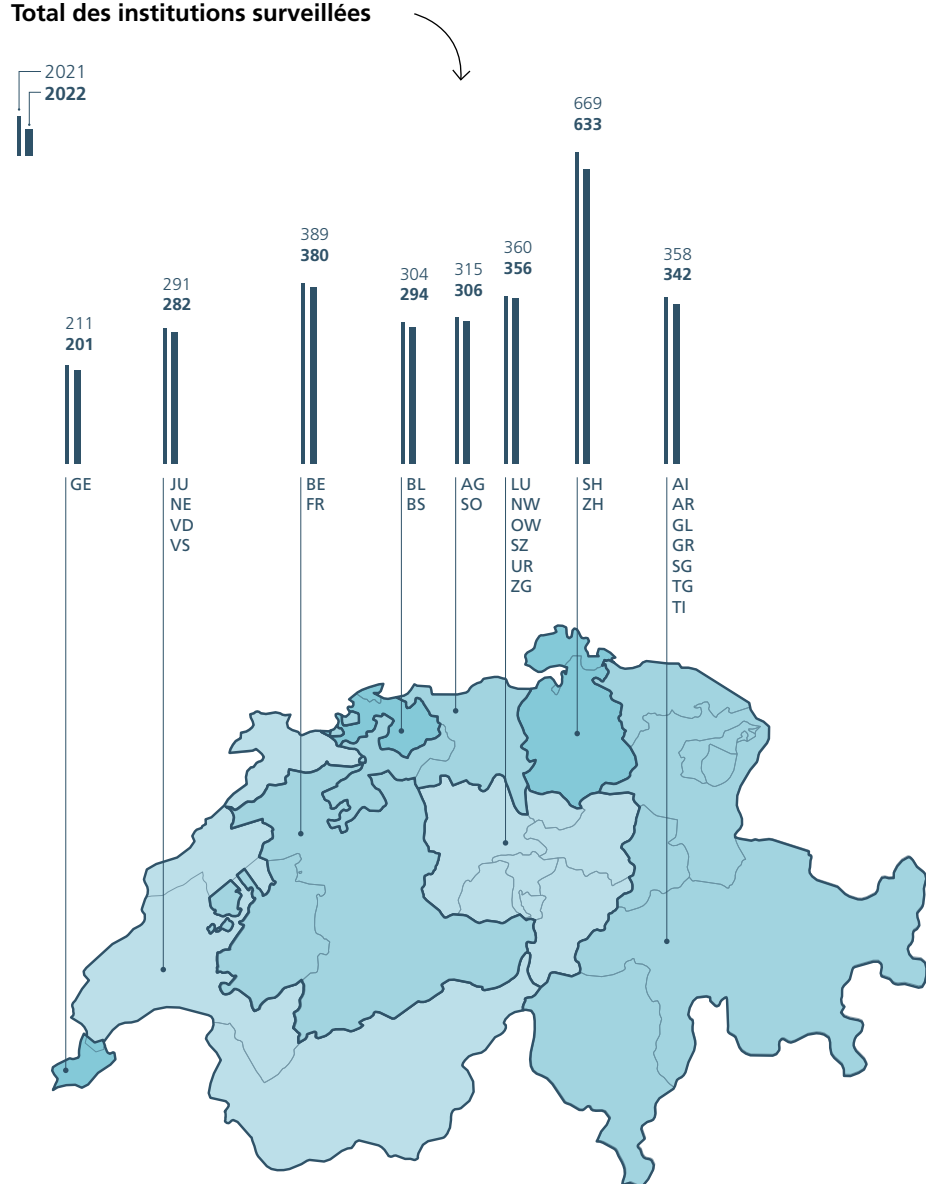 Total des institutions surveillées
2021
2022
211
201
291
282
389
380
304
294
315
306
360
356
669
633
358
342
GE
JU
NE
VD
VS
BE
FR
BL
BS
AG
SO
LU
NW
OW
SZ
UR
ZG
SH
ZH
AI
AR
GL
GR
SG
TG
TI